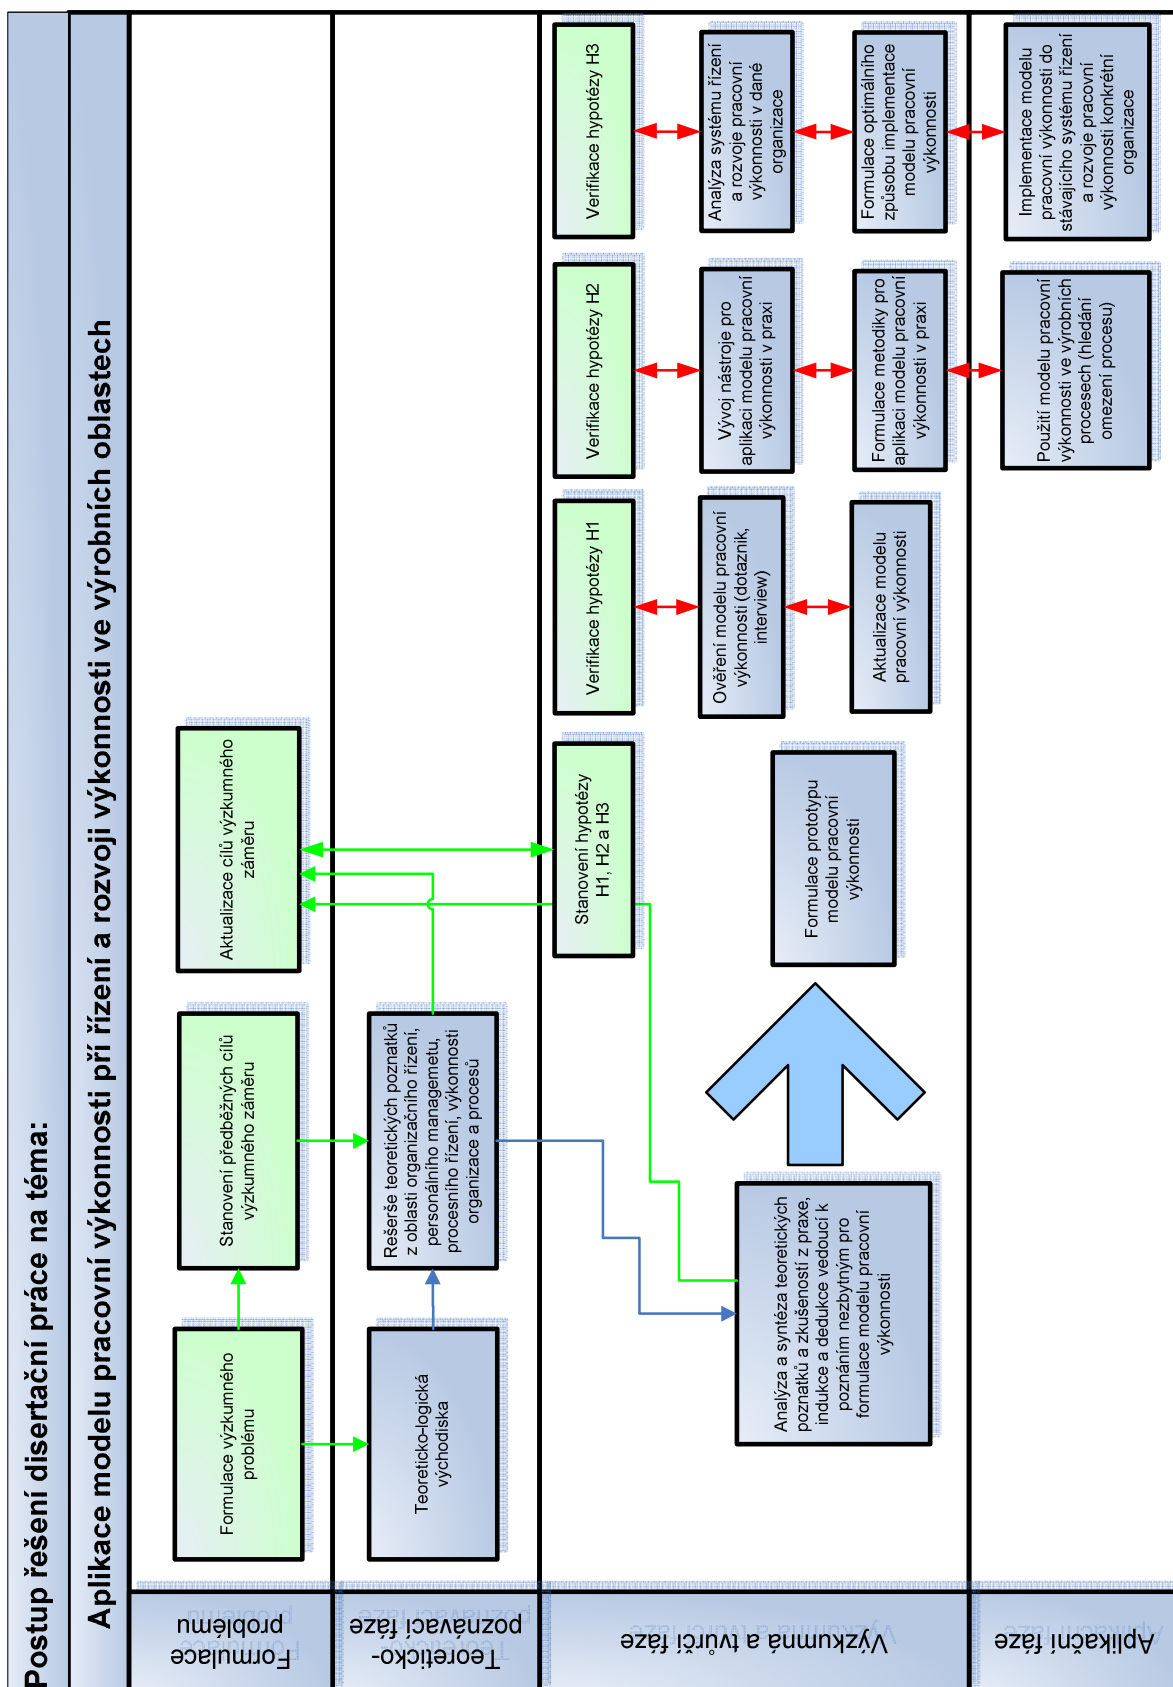 Postup řešení disertační práce na téma:
Aplikace modelu pracovní výkonnosti pří řízení a rozvoji výkonnosti ve výrobních oblastech
Formulace
problému
Formulace výzkumného
problému
Stanovení předběžných cílů
výzkumného záměru
Aktualizace cílů výzkumného
záměru
Teoreticko-
poznávací fáze
Teoreticko-logická
východiska
Rešerše teoretických poznatků
z oblasti organizačního řízení,
personálního managemetu,
procesního řízení, výkonnosti
organizace a procesů
Výzkumná a tvůrčí fáze
Analýza a syntéza teoretických
poznatků a zkušeností z praxe,
indukce a dedukce vedoucí k
poznáním nezbytným pro
formulace modelu pracovní
výkonnosti
Stanovení hypotézy
H1, H2 a H3
Formulace prototypu
modelu pracovní
výkonnosti
Verifikace hypotézy H1
Ověření modelu pracovní
výkonnosti (dotazník,
interview)
Aktualizace modelu
pracovní výkonnosti
Verifikace hypotézy H2
Vývoj nástroje pro
aplikaci modelu pracovní
výkonnosti v praxi
Formulace metodiky pro
aplikaci modelu pracovní
výkonnosti v praxi
Verifikace hypotézy H3
Analýza systému řízení
a rozvoje pracovní
výkonnosti v dané
organizace
Formulace optimálního
způsobu implementace
modelu pracovní
výkonnosti
Aplikační fáze
Použití modelu pracovní
výkonnosti ve výrobních
procesech (hledání
omezení procesu)
Implementace modelu
pracovní výkonnosti do
stávajícího systému řízení
a rozvoje pracovní
výkonnosti konkrétní
organizace